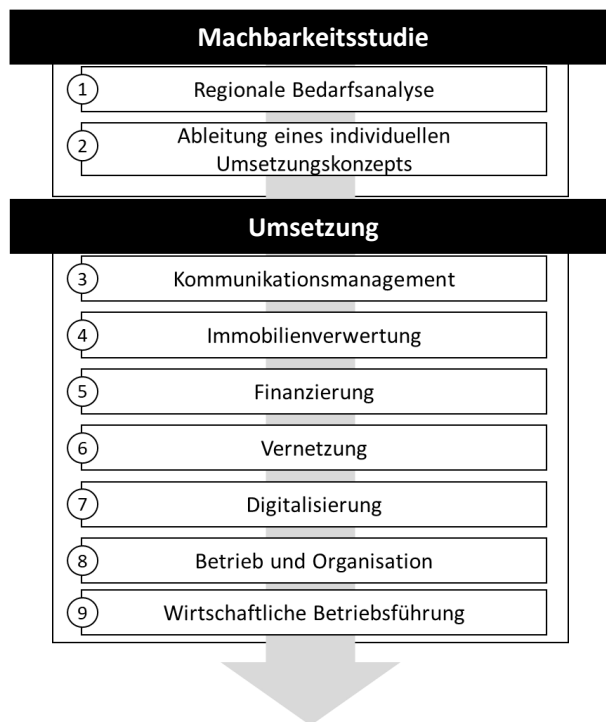 Machbarkeitsstudie
1 Regionale Bedarfsanalyse
2 Ableitung eines individuellen
Umsetzungskonzepts
Umsetzung
3 Kommunikationsmanagement
4 Immobilienverwertung
5 Finanzierung
6 Vernetzung
7 Digitalisierung
8 Betrieb und Organisation
9 Wirtschaftliche Betriebsführung